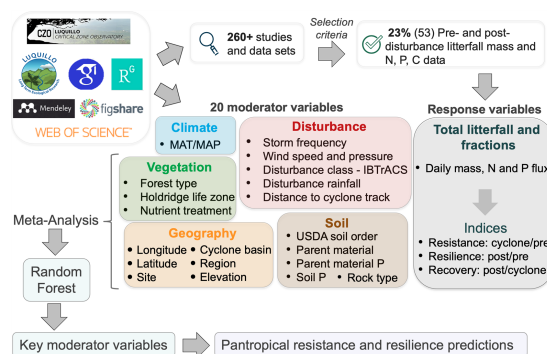 CZO LUQUILLO
CRITICAL ZONE OBSERVATORY
LUQUILLO
RG
Mendeley
figshare
WEB OF SCIENCE™
260+ studies
and data sets
Selection
criteria
23% (53) Pre- and post-
disturbance litterfall mass and
N, P, C data
20 moderator variables
Response variables
Climate
• MAT/MAP
Vegetation
• Forest type
• Holdridge life zone
• Nutrient treatment
Disturbance
• Storm frequency
• Wind speed and pressure
• Disturbance class - IBTrACS
• Disturbance rainfall
• Distance to cyclone track
Geography
• Longitude • Cyclone basin
• Latitude • Region
• Site • Elevation
Soil
• USDA soil order
• Parent material
• Parent material P
• Soil P • Rock type
Total litterfall and
fractions
• Daily mass, N and P flux
Indices
• Resistance: cyclone/pre
• Resilience: post/pre
• Recovery: post/cyclone
Meta-Analysis
Random
Forest
Key moderator variables
Pantropical resistance and resilience predictions